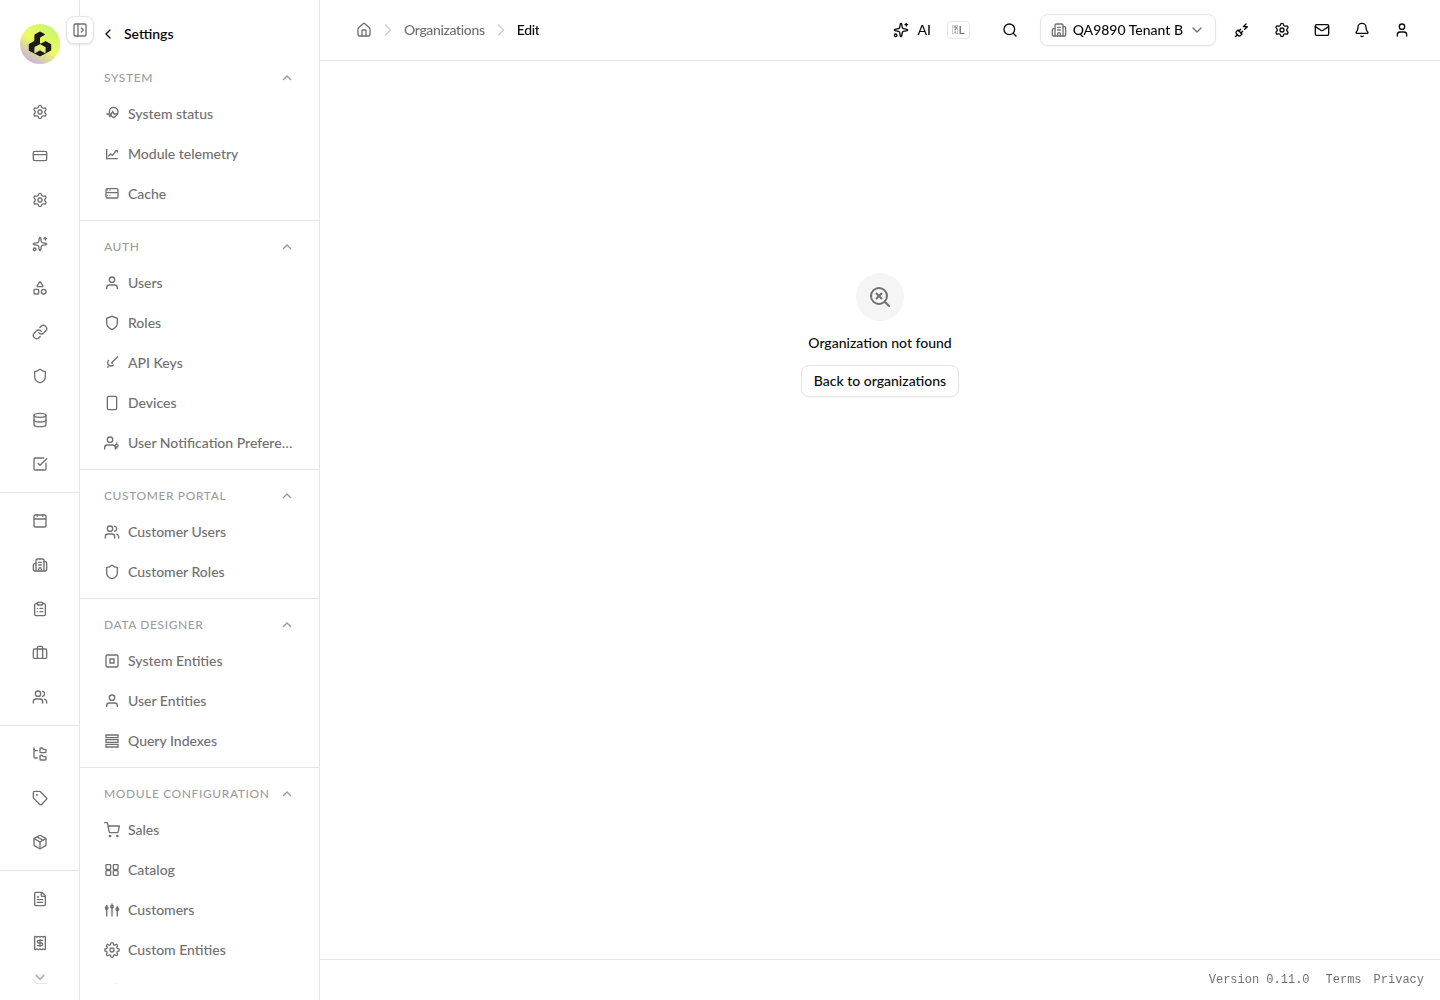 Settings
SYSTEM
System status
Module telemetry
Cache
AUTH
Users
Roles
API Keys
Devices
User Notification Prefere...
CUSTOMER PORTAL
Customer Users
Customer Roles
DATA DESIGNER
System Entities
User Entities
Query Indexes
MODULE CONFIGURATION
Sales
Catalog
Customers
Custom Entities
Organizations Edit
AI L QA9890 Tenant B
Organization not found
Back to organizations
Version 0.11.0 Terms Privacy